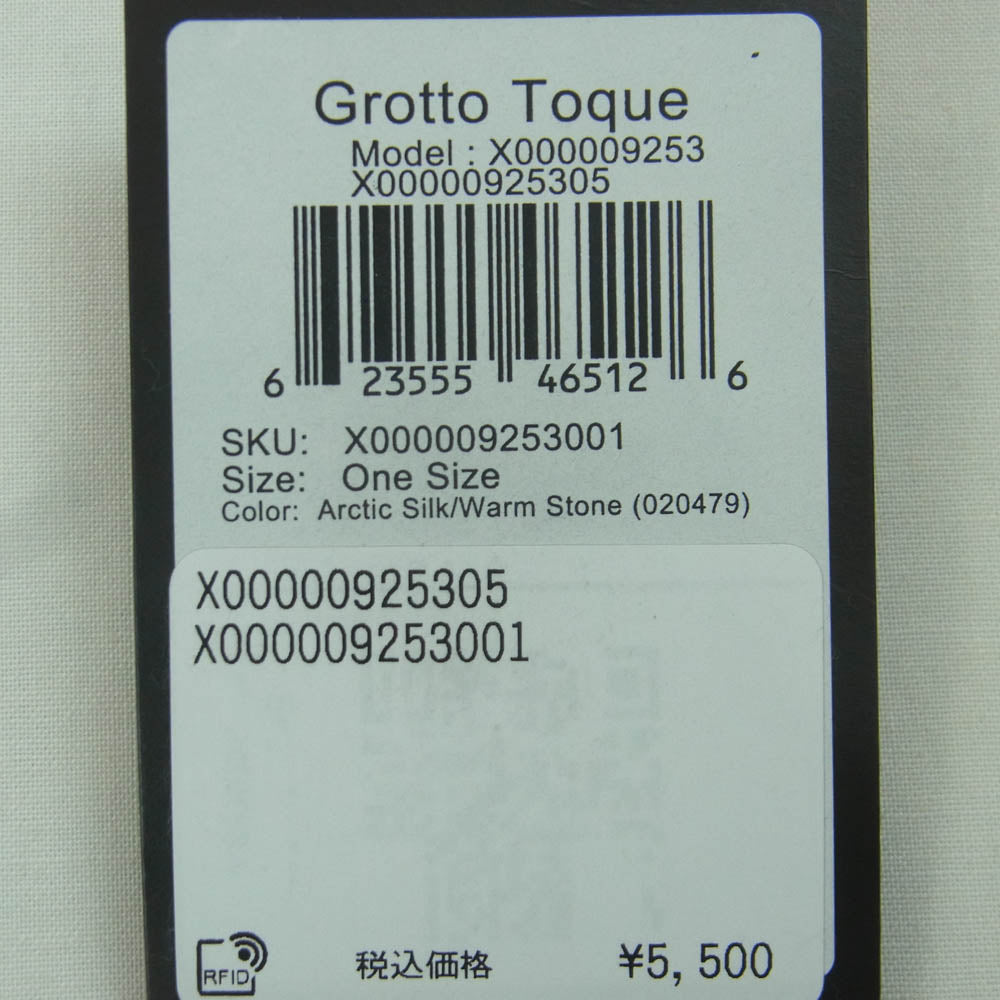 Grotto Toque
Model : X000009253
X00000925305
6 23555 46512 6
SKU: X000009253001
Size: One Size
Color: Arctic Silk/Warm Stone (020479)
X00000925305
X000009253001
RFID 税込価格 ¥5,500